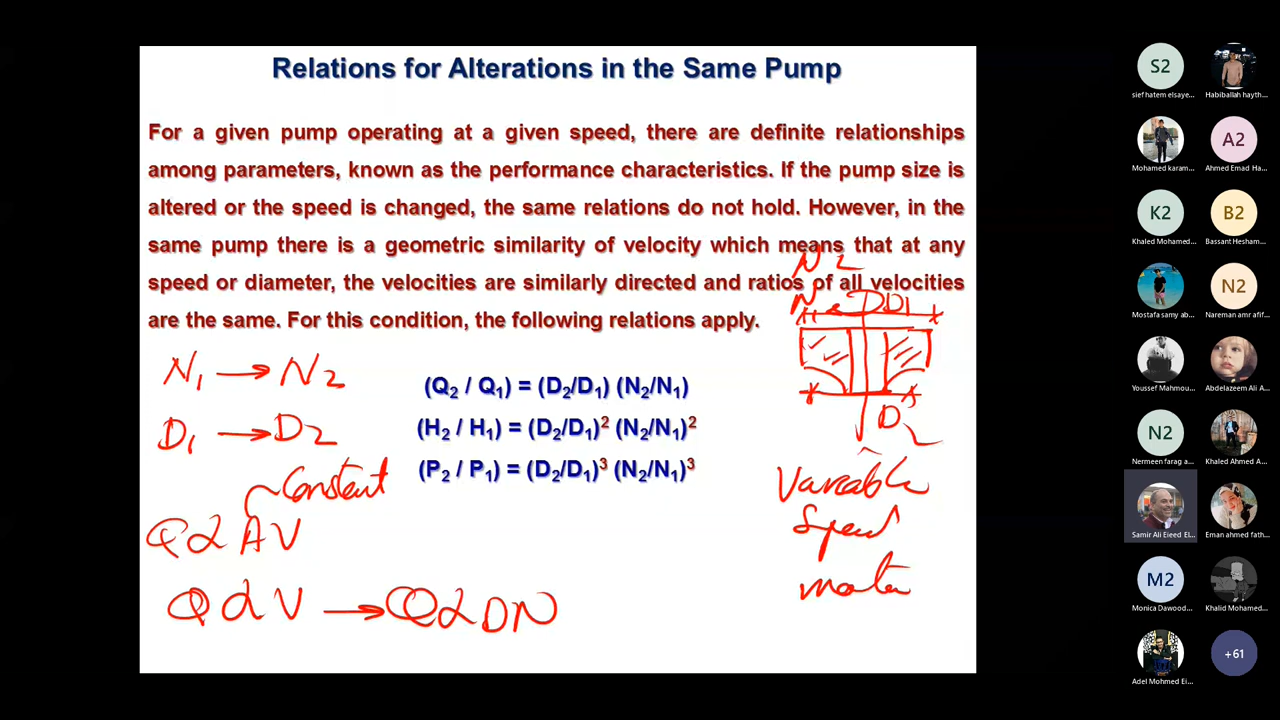 Relations for Alterations in the Same Pump
For a given pump operating at a given speed, there are definite relationships
among parameters, known as the performance characteristics. If the pump size is
altered or the speed is changed, the same relations do not hold. However, in the
same pump there is a geometric similarity of velocity which means that at any
speed or diameter, the velocities are similarly directed and ratios of all velocities
are the same. For this condition, the following relations apply.
(Q₂ / Q₁) = (D₂/D₁) (N₂/N₁)
(H₂ / H₁) = (D₂/D₁)² (N₂/N₁)²
(P₂ / P₁) = (D₂/D₁)³ (N₂/N₁)³
N₁ → N₂
D₁ → D₂
Constant
Q α A V
Q α V → Q α DN
N2
D1
D2
Variable
Speed
S2
sief hatem elsaye...
Habiballah hayth...
Mohamed karam...
A2
Ahmed Emad Ha...
K2
Khaled Mohamed...
B2
Bassant Hesham...
Mostafa samy ab...
N2
Nareman amr afif...
Youssef Mahmou...
Abdelazeem Ali A...
N2
Nermeen farag a...
Khaled Ahmed A...
Samir Ali Eieed El...
Eman ahmed fath...
M2
Monica Dawood...
Khalid Mohamed...
Adel Mohmed Ei...
+61